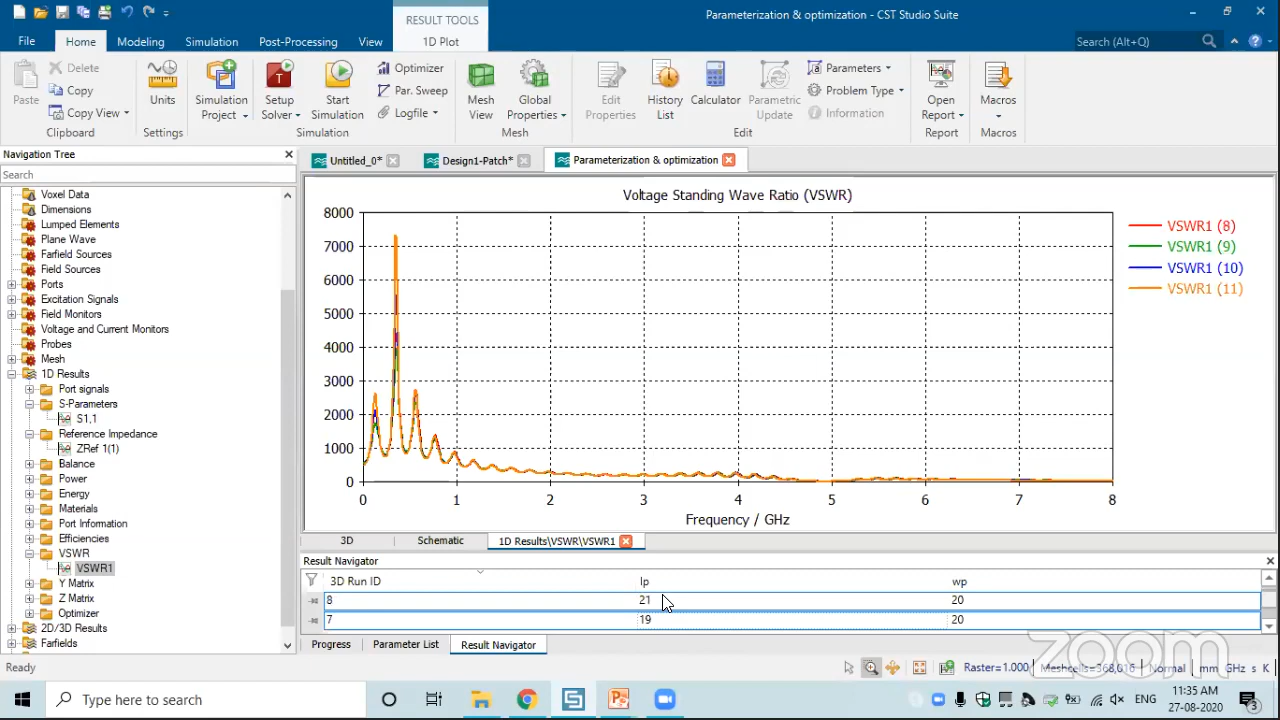 RESULT TOOLS
Parameterization & optimization - CST Studio Suite
File Home Modeling Simulation Post-Processing View 1D Plot Search (Alt+Q)
Paste
Delete
Copy
Copy View
Clipboard
Units
Settings
Simulation Project
Setup Solver
Start Simulation
Optimizer
Par. Sweep
Logfile
Simulation
Mesh View
Global Properties
Mesh
Edit Properties
History List
Calculator
Parametric Update
Parameters
Problem Type
Information
Edit
Open Report
Report
Macros
Macros
Navigation Tree
Search
Voxel Data
Dimensions
Lumped Elements
Plane Wave
Farfield Sources
Field Sources
Ports
Excitation Signals
Field Monitors
Voltage and Current Monitors
Probes
Mesh
1D Results
Port signals
S-Parameters
S1,1
Reference Impedance
ZRef 1(1)
Balance
Power
Energy
Materials
Port Information
Efficiencies
VSWR
VSWR1
Y Matrix
Z Matrix
Optimizer
2D/3D Results
Farfields
Untitled_0* Design1-Patch* Parameterization & optimization
Voltage Standing Wave Ratio (VSWR)
8000
7000
6000
5000
4000
3000
2000
1000
0
0 1 2 3 4 5 6 7 8
Frequency / GHz
VSWR1 (8)
VSWR1 (9)
VSWR1 (10)
VSWR1 (11)
3D Schematic 1D Results\VSWR\VSWR1
Result Navigator
3D Run ID lp wp
8 21 20
7 19 20
Progress Parameter List Result Navigator
zoom
Ready Raster=1.000 Meshcells=368,016 Normal mm GHz s K
Type here to search
ENG
11:35 AM
27-08-2020
3